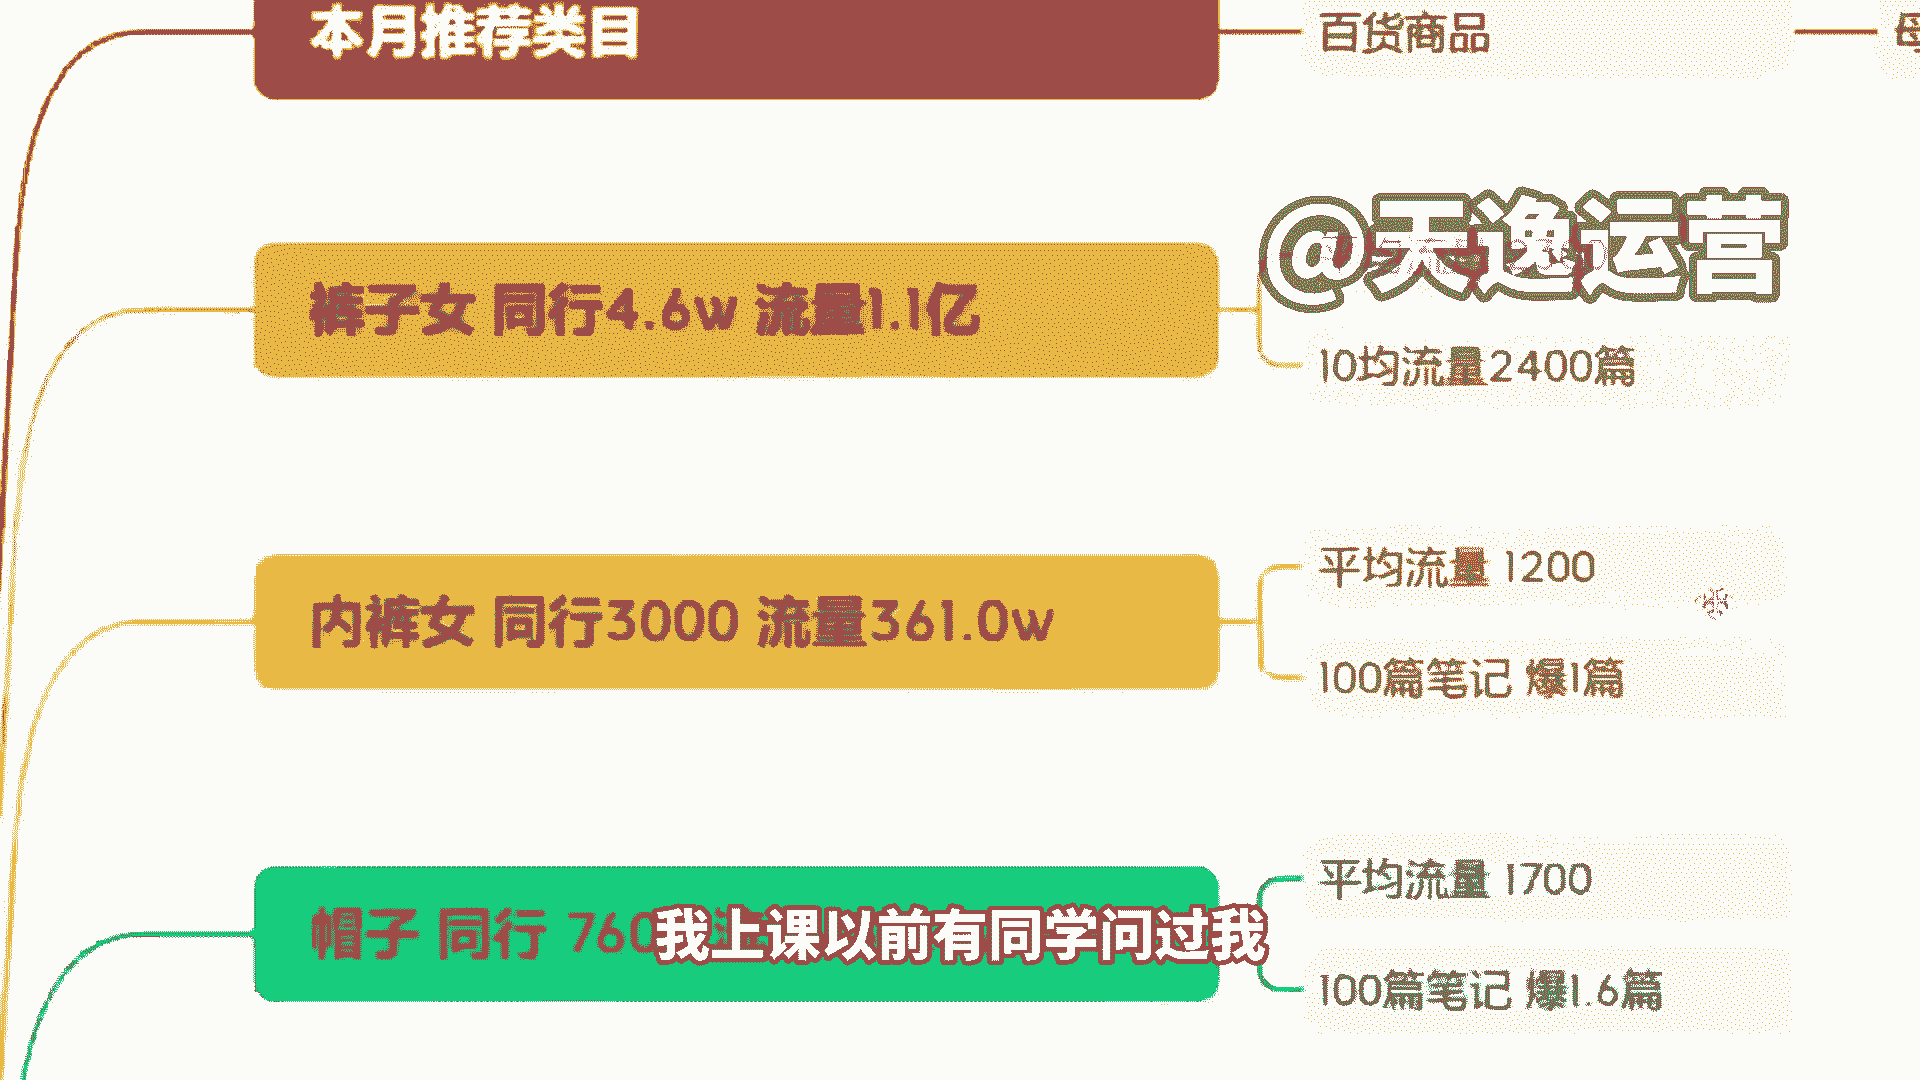 本月推荐类目
百货商品
母
@天逸运营
裤子女 同行4.6w 流量1.1亿
10均流量2400篇
内裤女 同行3000 流量361.0w
平均流量 1200
100篇笔记 爆1篇
帽子 同行 760
平均流量 1700
100篇笔记 爆1.6篇
我上课以前有同学问过我